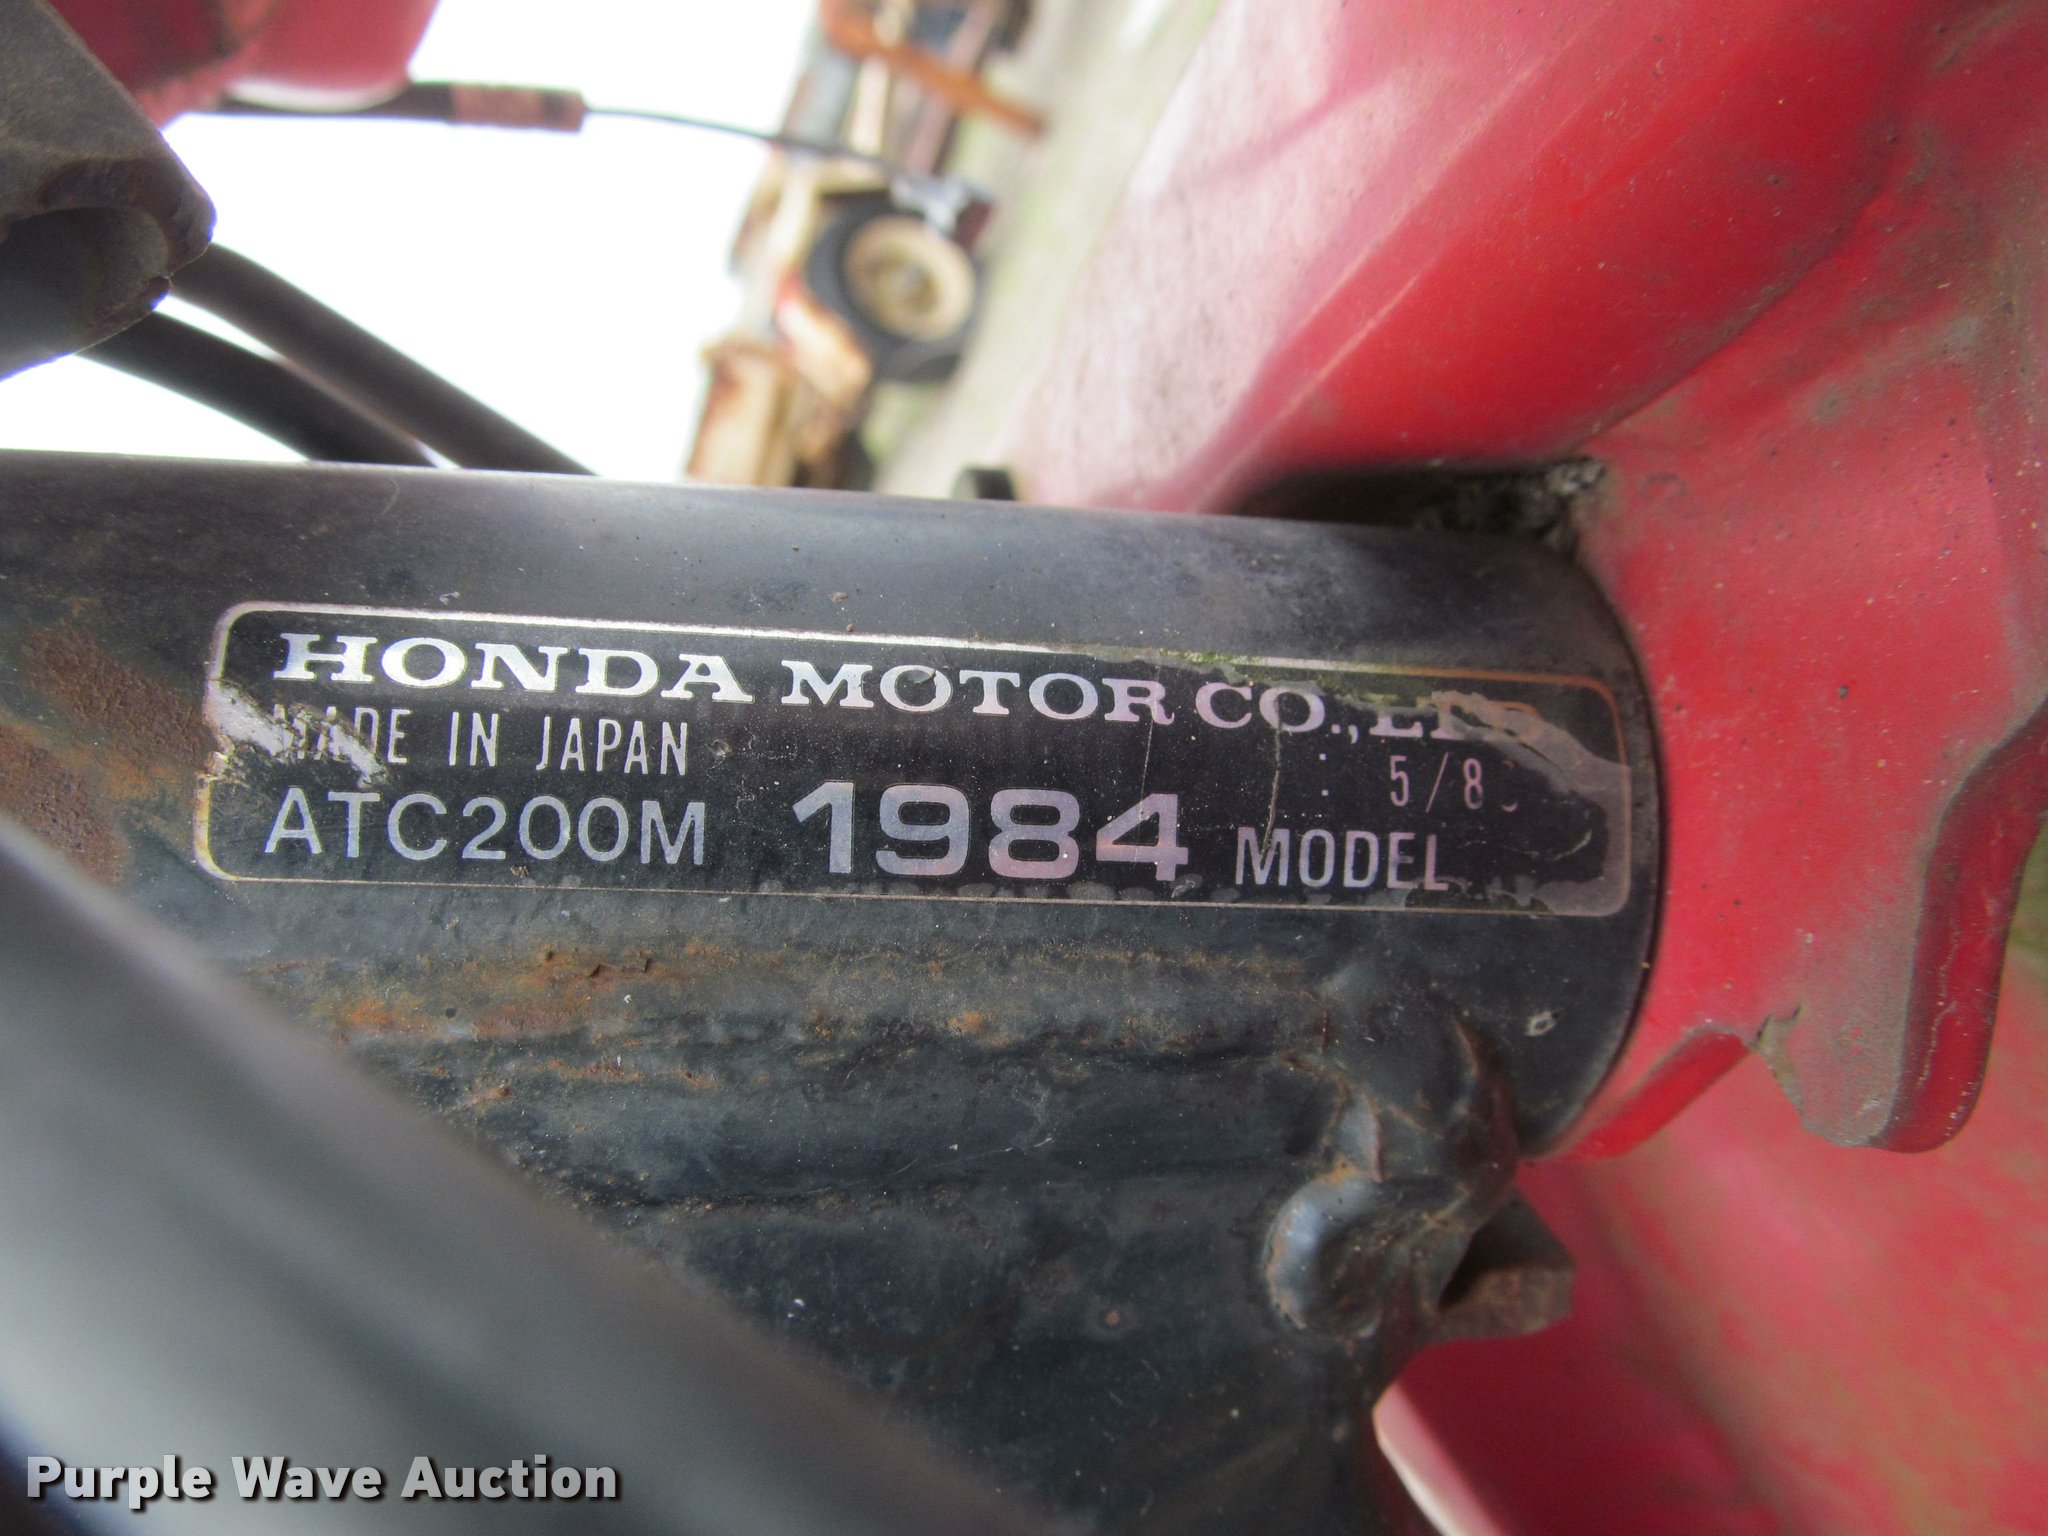 HONDA MOTOR CO.,
MADE IN JAPAN
ATC200M 1984 MODEL
Purple Wave Auction